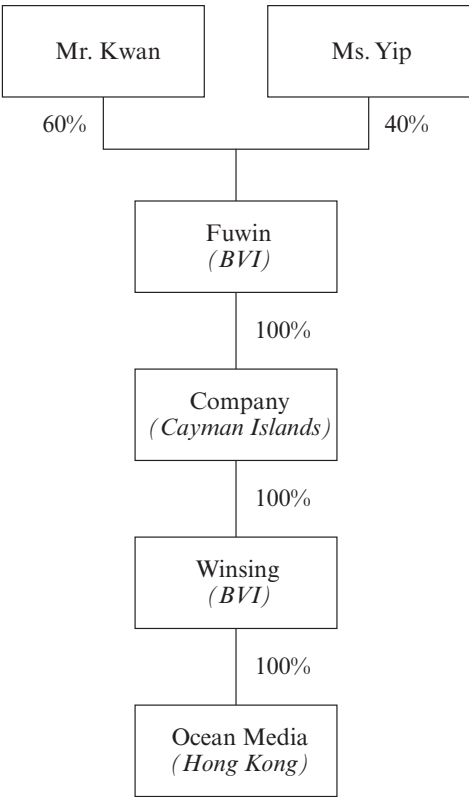 Mr. Kwan
Ms. Yip
60%
40%
Fuwin
(BVI)
100%
Company
(Cayman Islands)
100%
Winsing
(BVI)
100%
Ocean Media
(Hong Kong)